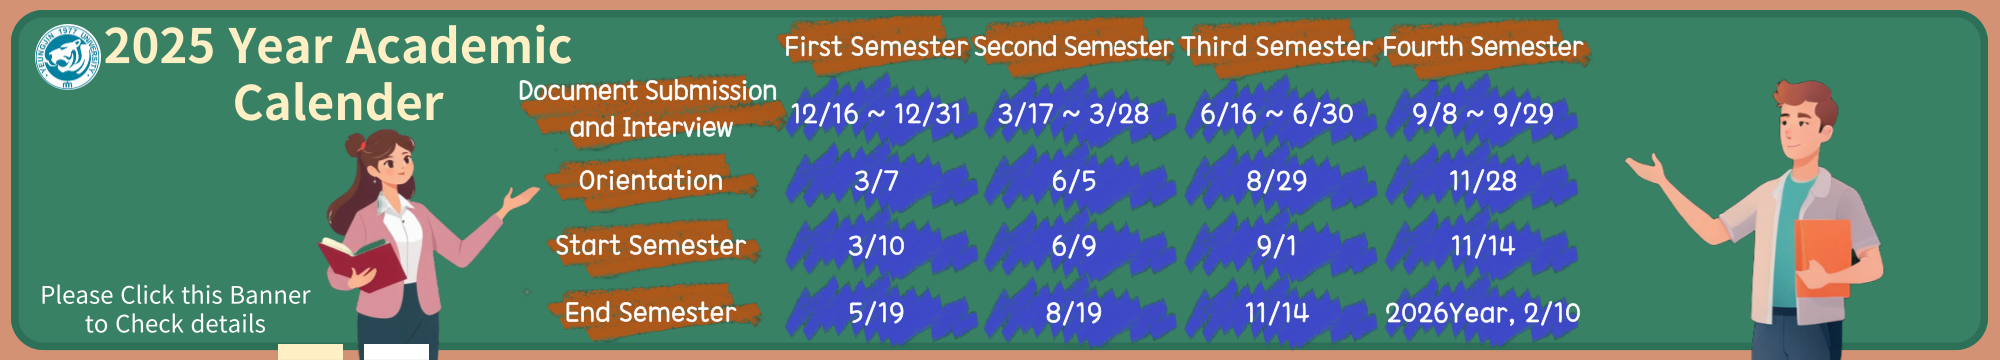 YEUNGJIN 1977 UNIVERSITY
2025 Year Academic
Calender
First Semester Second Semester Third Semester Fourth Semester
Document Submission
and Interview
12/16 ~ 12/31 3/17 ~ 3/28 6/16 ~ 6/30 9/8 ~ 9/29
Orientation 3/7 6/5 8/29 11/28
Start Semester 3/10 6/9 9/1 11/14
End Semester 5/19 8/19 11/14 2026Year, 2/10
Please Click this Banner
to Check details